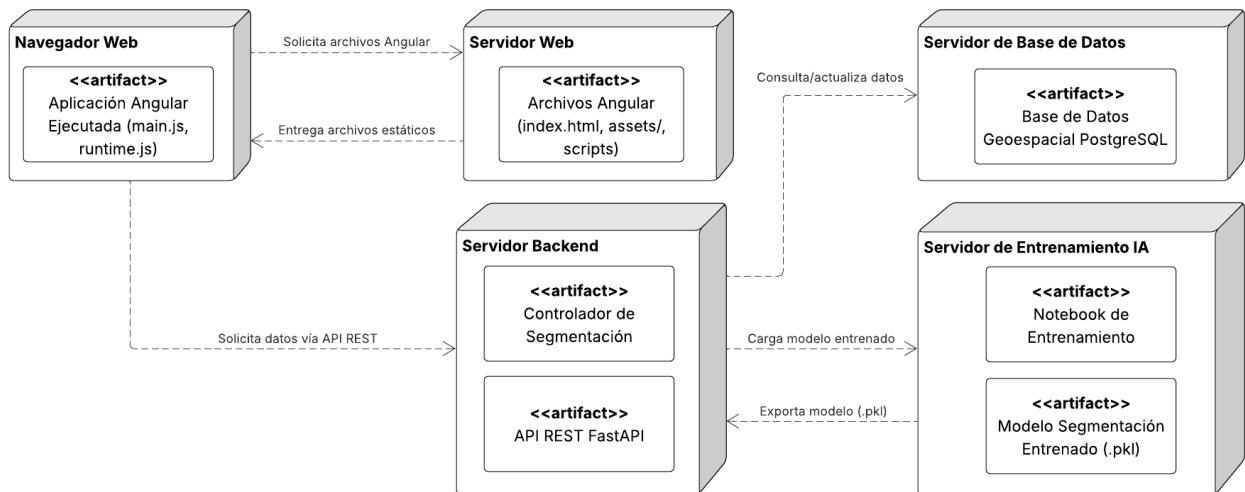 Navegador Web
<<artifact>>
Aplicación Angular
Ejecutada (main.js,
runtime.js)
Solicita archivos Angular
Entrega archivos estáticos
Servidor Web
<<artifact>>
Archivos Angular
(index.html, assets/,
scripts)
Consulta/actualiza datos
Servidor de Base de Datos
<<artifact>>
Base de Datos
Geoespacial PostgreSQL
Solicita datos vía API REST
Servidor Backend
<<artifact>>
Controlador de
Segmentación
<<artifact>>
API REST FastAPI
Carga modelo entrenado
Exporta modelo (.pkl)
Servidor de Entrenamiento IA
<<artifact>>
Notebook de
Entrenamiento
<<artifact>>
Modelo Segmentación
Entrenado (.pkl)